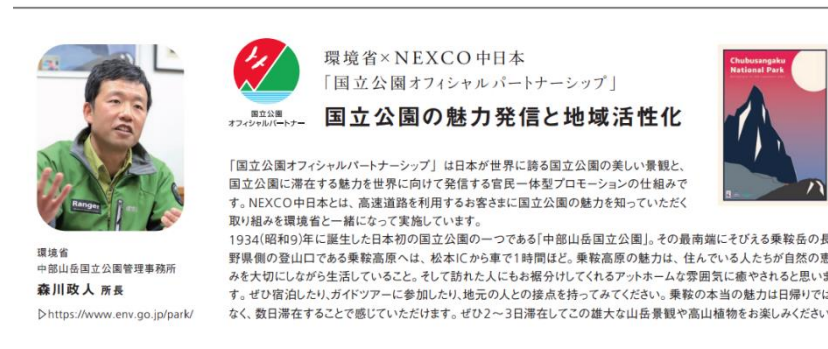 環境省×NEXCO中日本
「国立公園オフィシャルパートナーシップ」
国立公園の魅力発信と地域活性化
国立公園
オフィシャルパートナー
Chubusangaku
National Park
Ranger
「国立公園オフィシャルパートナーシップ」は日本が世界に誇る国立公園の美しい景観と、
国立公園に滞在する魅力を世界に向けて発信する官民一体型プロモーションの仕組みで
す。NEXCO中日本とは、高速道路を利用するお客さまに国立公園の魅力を知っていただく
取り組みを環境省と一緒になって実施しています。
1934(昭和9)年に誕生した日本初の国立公園の一つである「中部山岳国立公園」。その最南端にそびえる乗鞍岳の長
野県側の登山口である乗鞍高原へは、松本ICから車で1時間ほど。乗鞍高原の魅力は、住んでいる人たちが自然の恵
みを大切にしながら生活していること。そして訪れた人にもお裾分けしてくれるアットホームな雰囲気に癒やされると思いま
す。ぜひ宿泊したり、ガイドツアーに参加したり、地元の人との接点を持ってみてください。乗鞍の本当の魅力は日帰りでは
なく、数日滞在することで感じていただけます。ぜひ2～3日滞在してこの雄大な山岳景観や高山植物をお楽しみください
環境省
中部山岳国立公園管理事務所
森川政人 所長
▷https://www.env.go.jp/park/